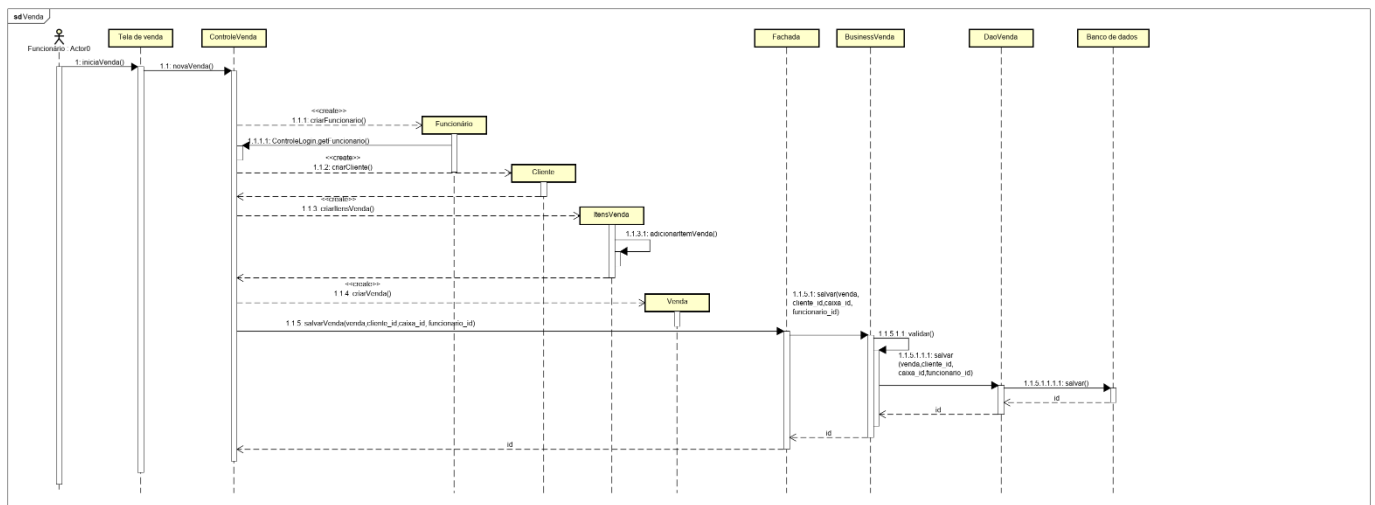 sd Venda
Funcionário : Actor0
Tela de venda
ControleVenda
Fachada
BusinessVenda
DaoVenda
Banco de dados
1: iniciaVenda()
1.1: novaVenda()
<<create>>
1.1.1: criarFuncionario()
Funcionário
1.1.1.1: ControleLogin.getFuncionario()
<<create>>
1.1.2: criarCliente()
Cliente
<<create>>
1.1.3: criarItensVenda()
ItensVenda
1.1.3.1: adicionarItemVenda()
<<create>>
1.1.4: criarVenda()
Venda
1.1.5.1: salvar(venda,
cliente_id,caixa_id,
funcionario_id)
1.1.5: salvarVenda(venda,cliente_id,caixa_id, funcionario_id)
1.1.5.1.1: validar()
1.1.5.1.1.1: salvar
(venda,cliente_id,
caixa_id,funcionario_id)
1.1.5.1.1.1.1: salvar()
id
id
id
id